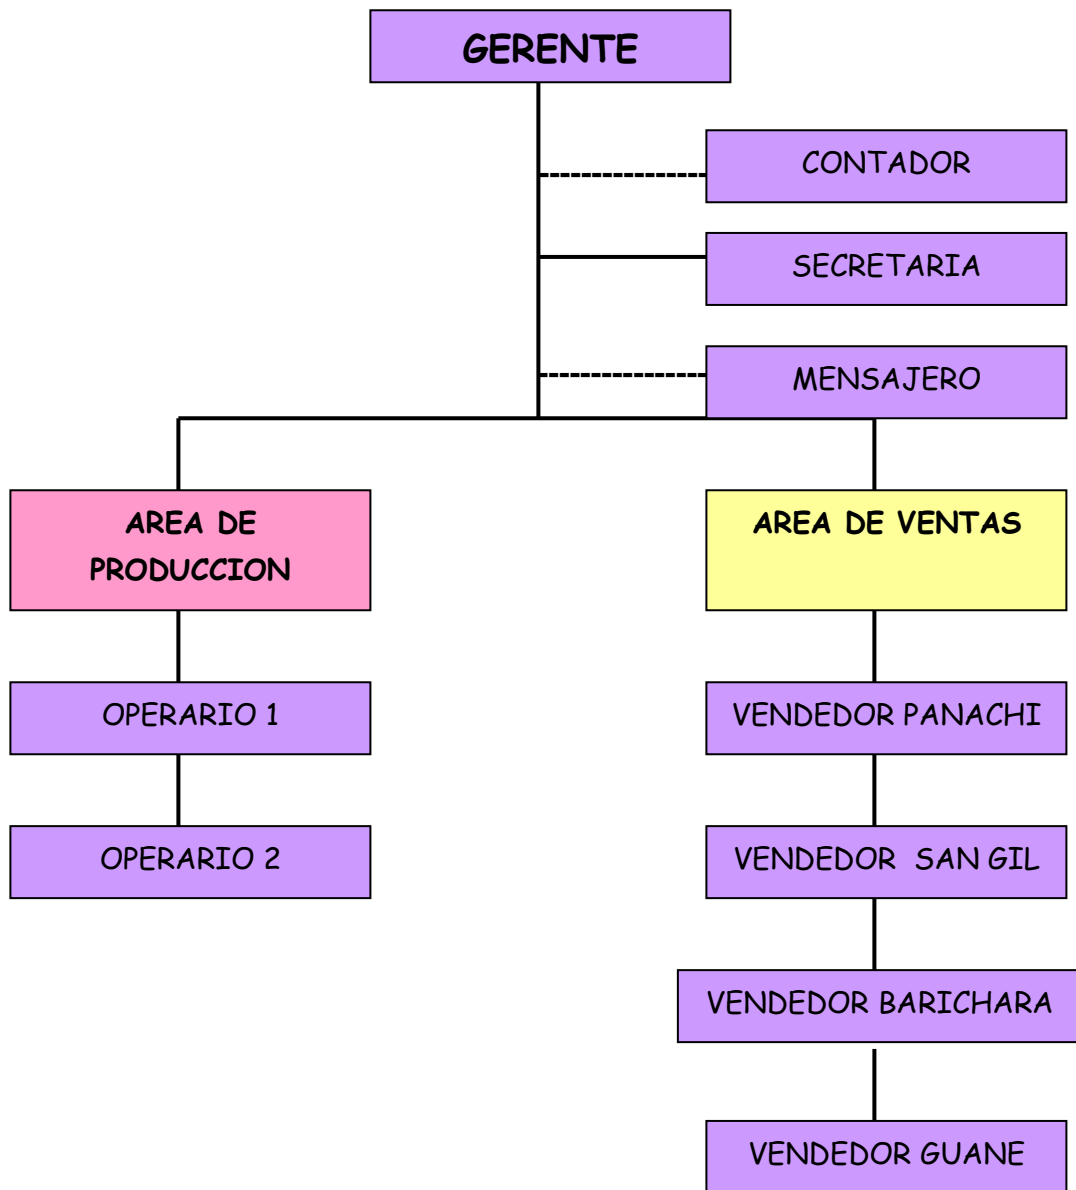 GERENTE
CONTADOR
SECRETARIA
MENSAJERO
AREA DE
PRODUCCION
AREA DE VENTAS
OPERARIO 1
VENDEDOR PANACHI
OPERARIO 2
VENDEDOR SAN GIL
VENDEDOR BARICHARA
VENDEDOR GUANE